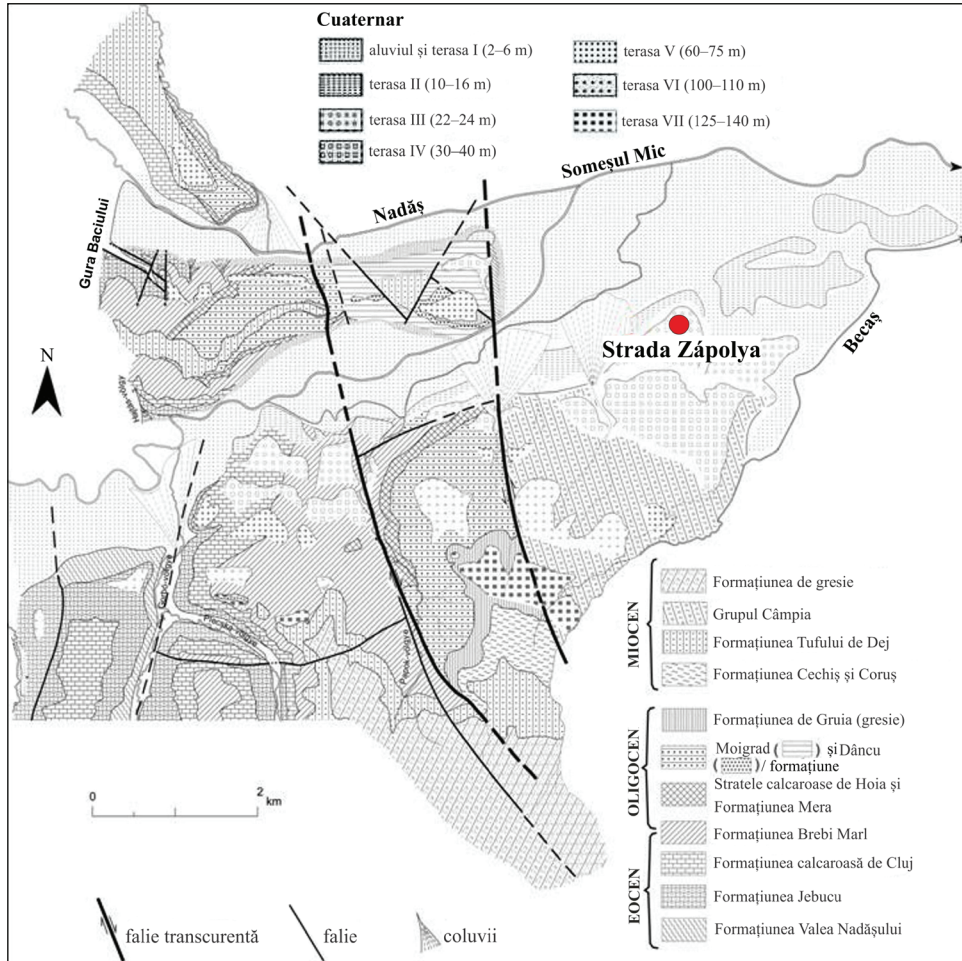 Cuaternar
aluviul și terasa I (2–6 m)
terasa II (10–16 m)
terasa III (22–24 m)
terasa IV (30–40 m)
terasa V (60–75 m)
terasa VI (100–110 m)
terasa VII (125–140 m)
Someșul Mic
Nadăș
Gura Baciului
Becaș
Strada Zápolya
N
MIOCEN
Formațiunea de gresie
Grupul Câmpia
Formațiunea Tufului de Dej
Formațiunea Cechiș și Coruș
OLIGOCEN
Formațiunea de Gruia (gresie)
Moigrad ( ) și Dâncu
( )/ formațiune
Stratele calcaroase de Hoia și
Formațiunea Mera
EOCEN
Formațiunea Brebi Marl
Formațiunea calcaroasă de Cluj
Formațiunea Jebucu
Formațiunea Valea Nadășului
0 2
km
falie transcurentă
falie
coluvii